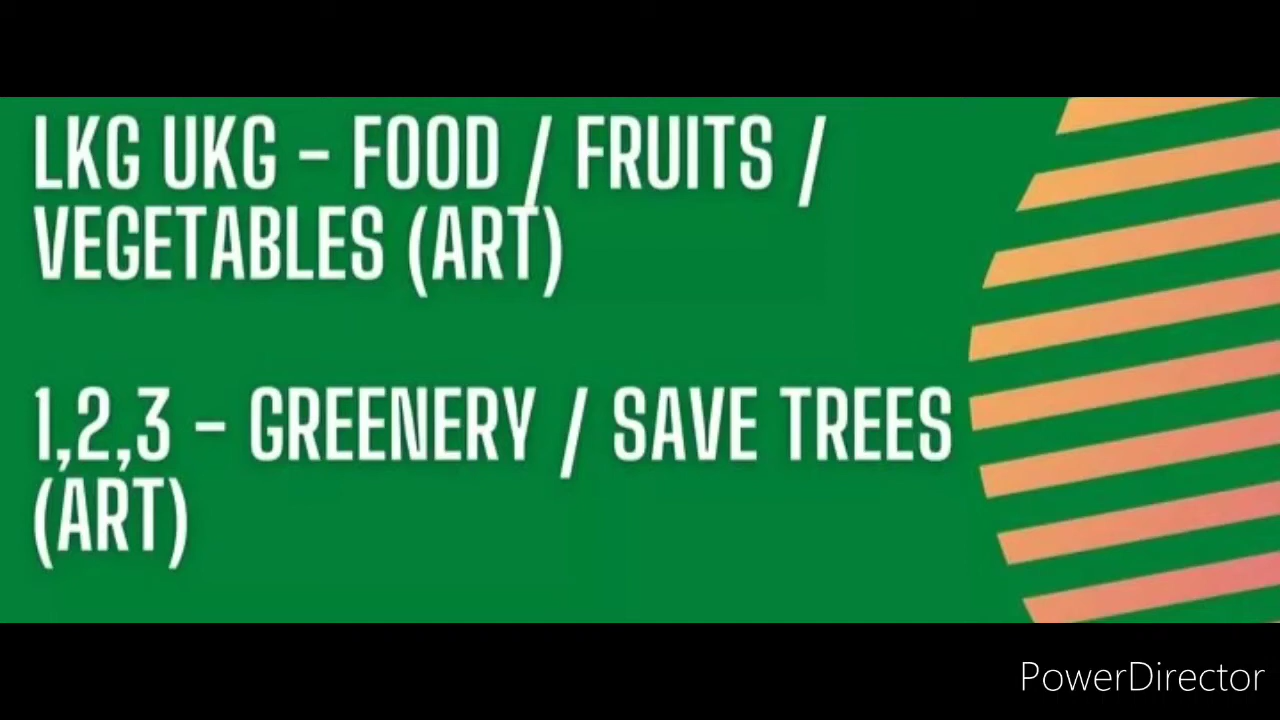 LKG UKG - FOOD / FRUITS /
VEGETABLES (ART)
1,2,3 - GREENERY / SAVE TREES
(ART)
PowerDirector